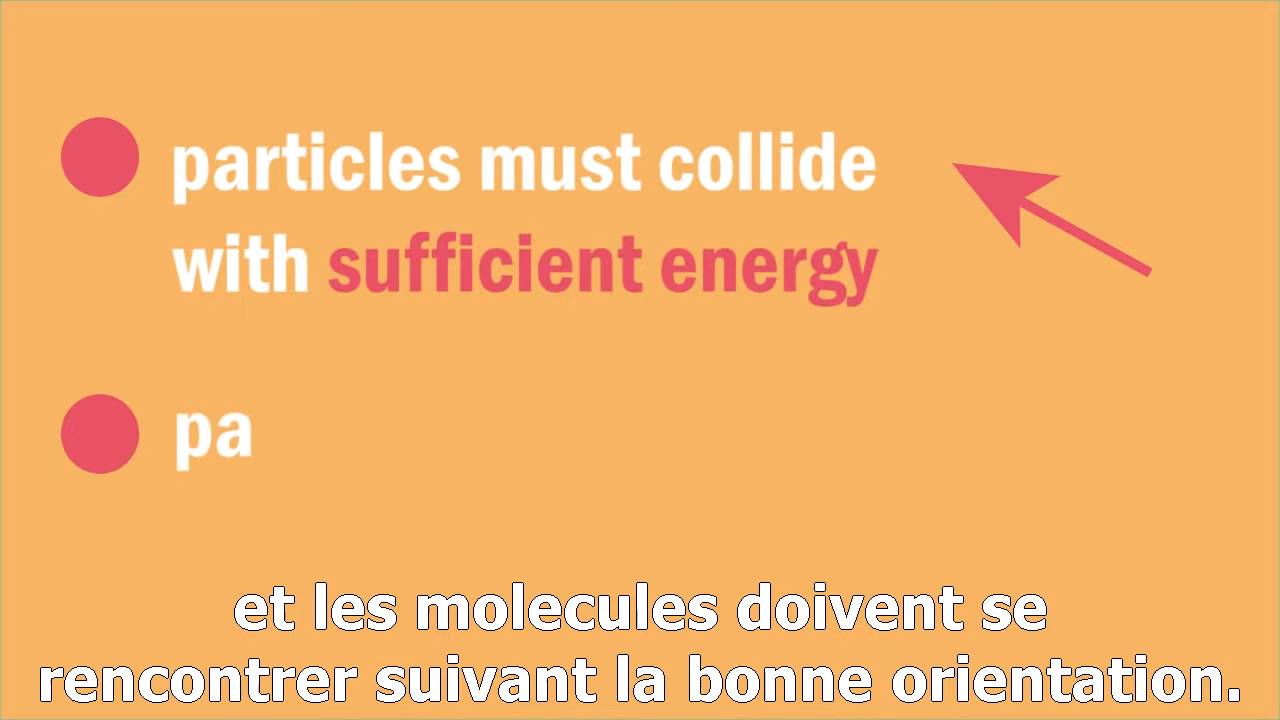 particles must collide
with sufficient energy
pa
et les molecules doivent se
rencontrer suivant la bonne orientation.